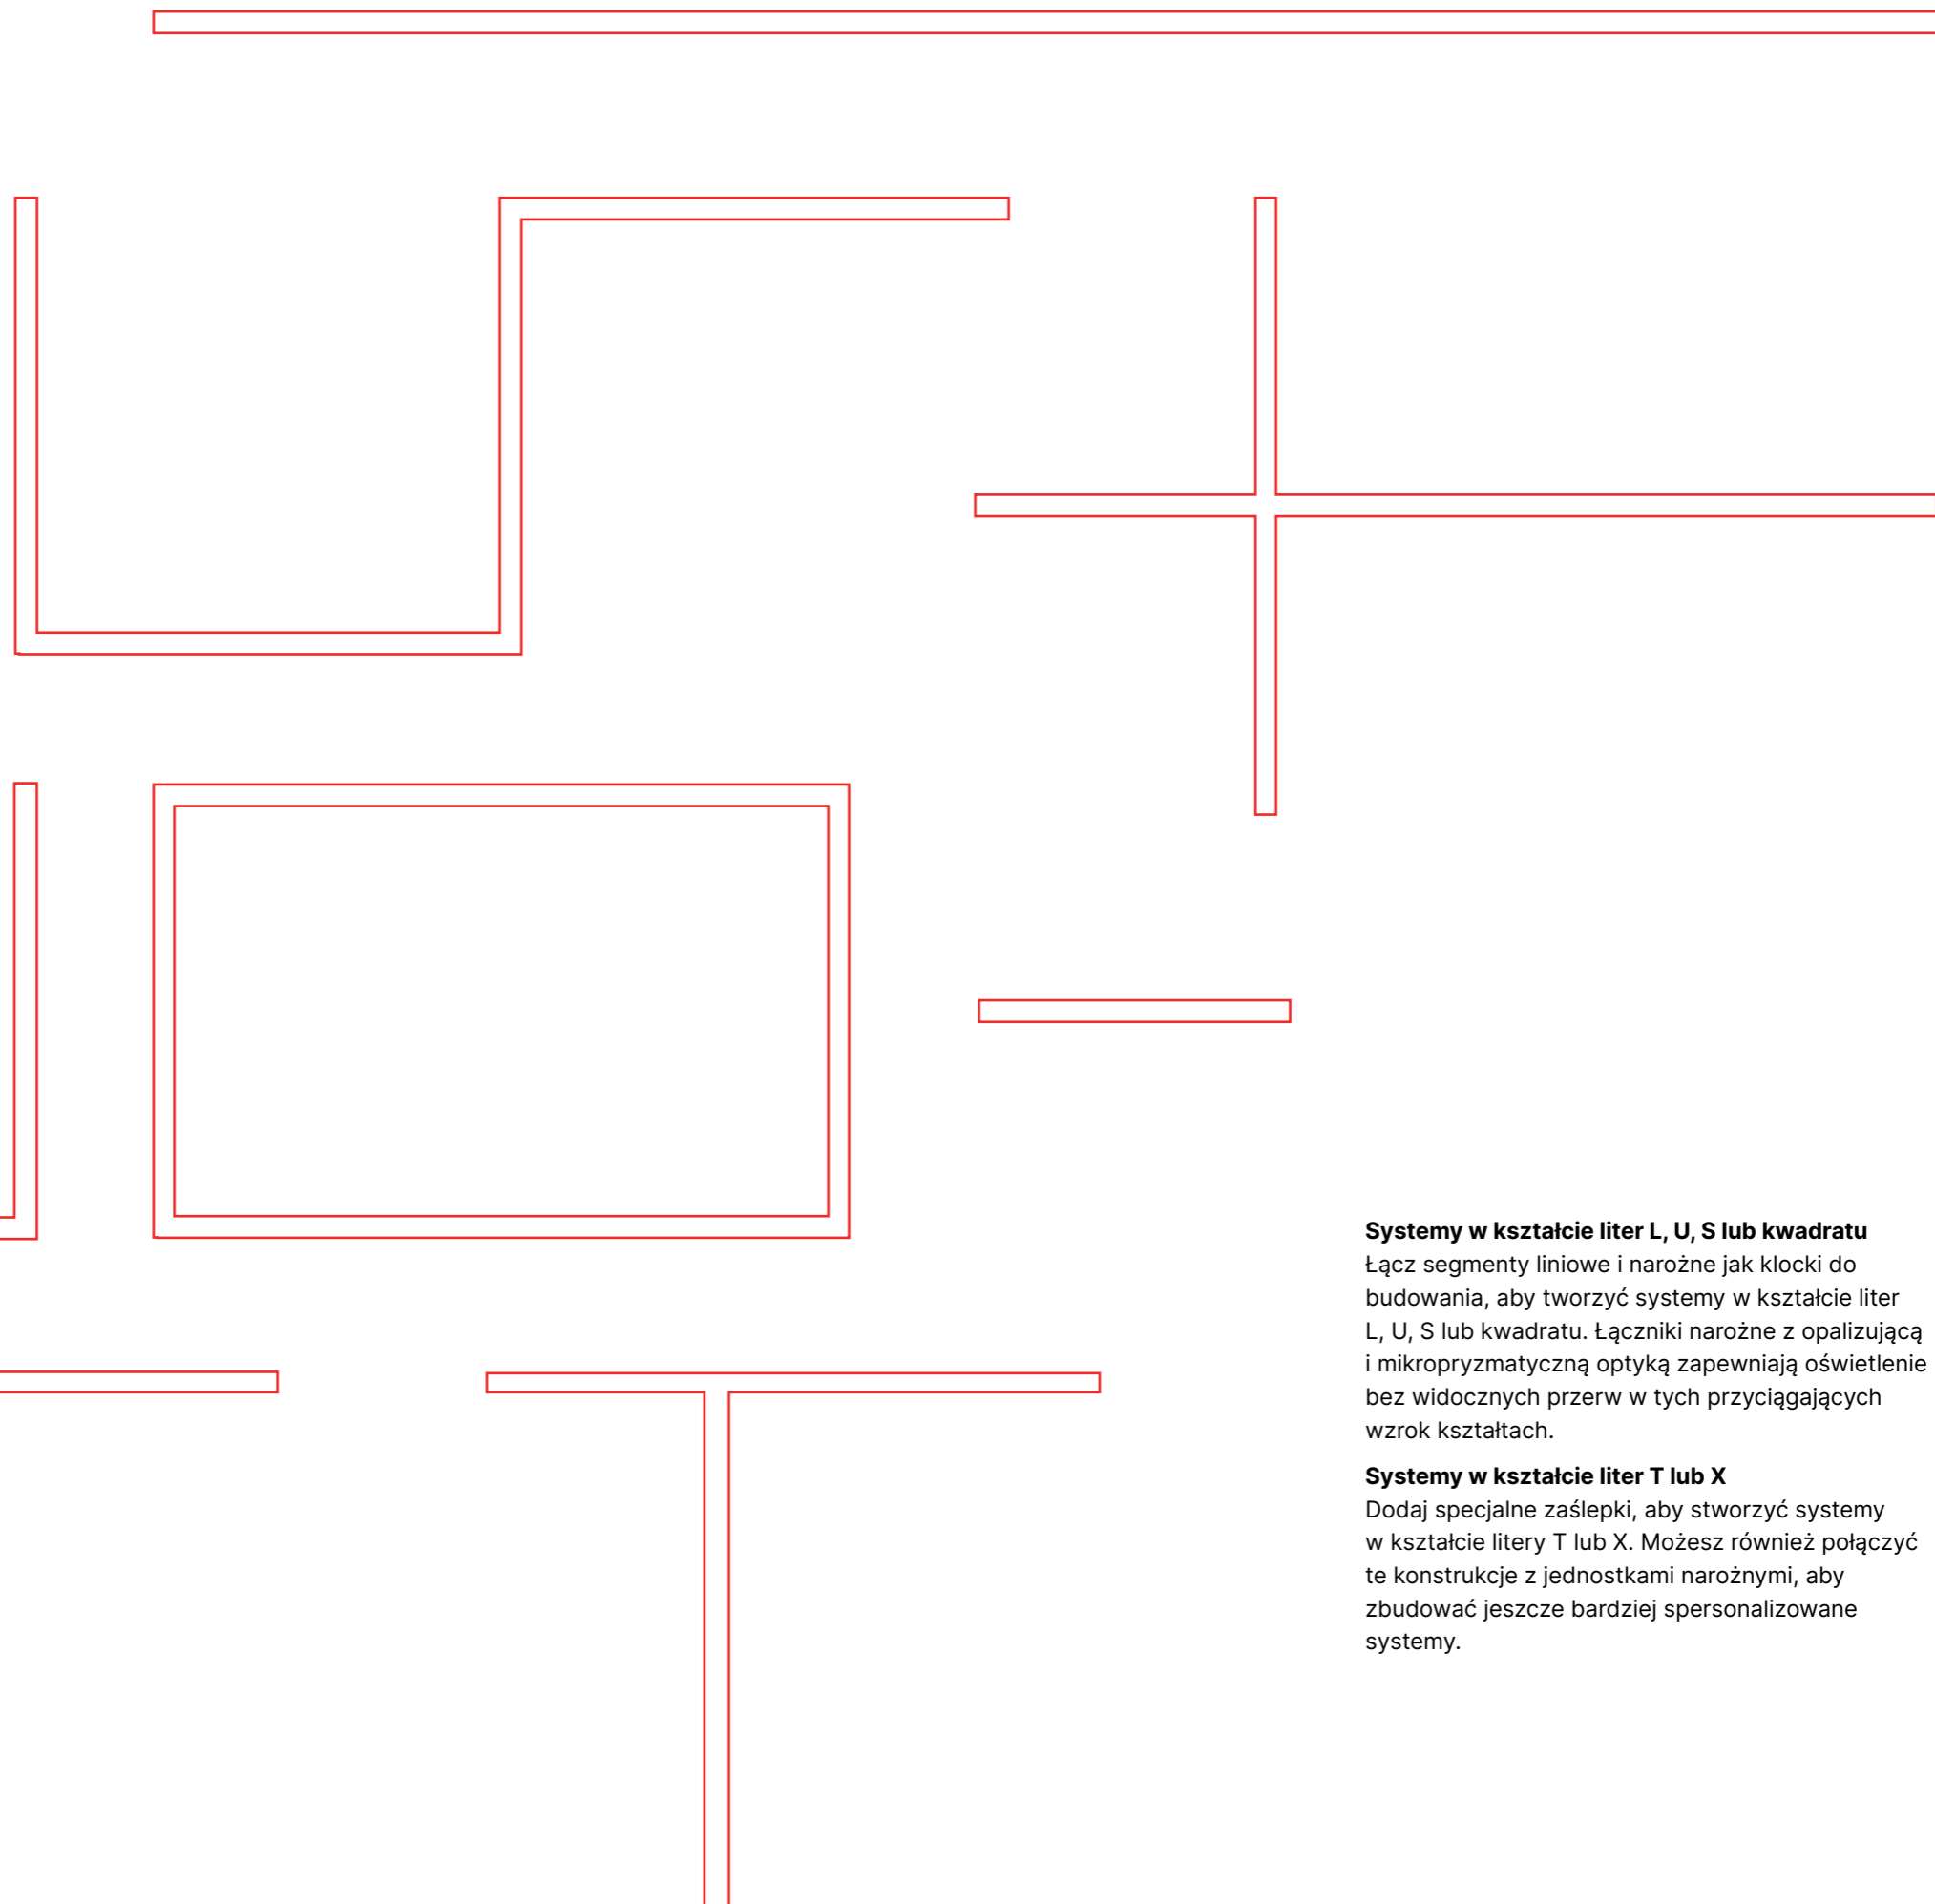 Systemy w kształcie liter L, U, S lub kwadratu
Łącz segmenty liniowe i narożne jak klocki do
budowania, aby tworzyć systemy w kształcie liter
L, U, S lub kwadratu. Łączniki narożne z opalizującą
i mikropryzmatyczną optyką zapewniają oświetlenie
bez widocznych przerw w tych przyciągających
wzrok kształtach.
Systemy w kształcie liter T lub X
Dodaj specjalne zaślepki, aby stworzyć systemy
w kształcie litery T lub X. Możesz również połączyć
te konstrukcje z jednostkami narożnymi, aby
zbudować jeszcze bardziej spersonalizowane
systemy.